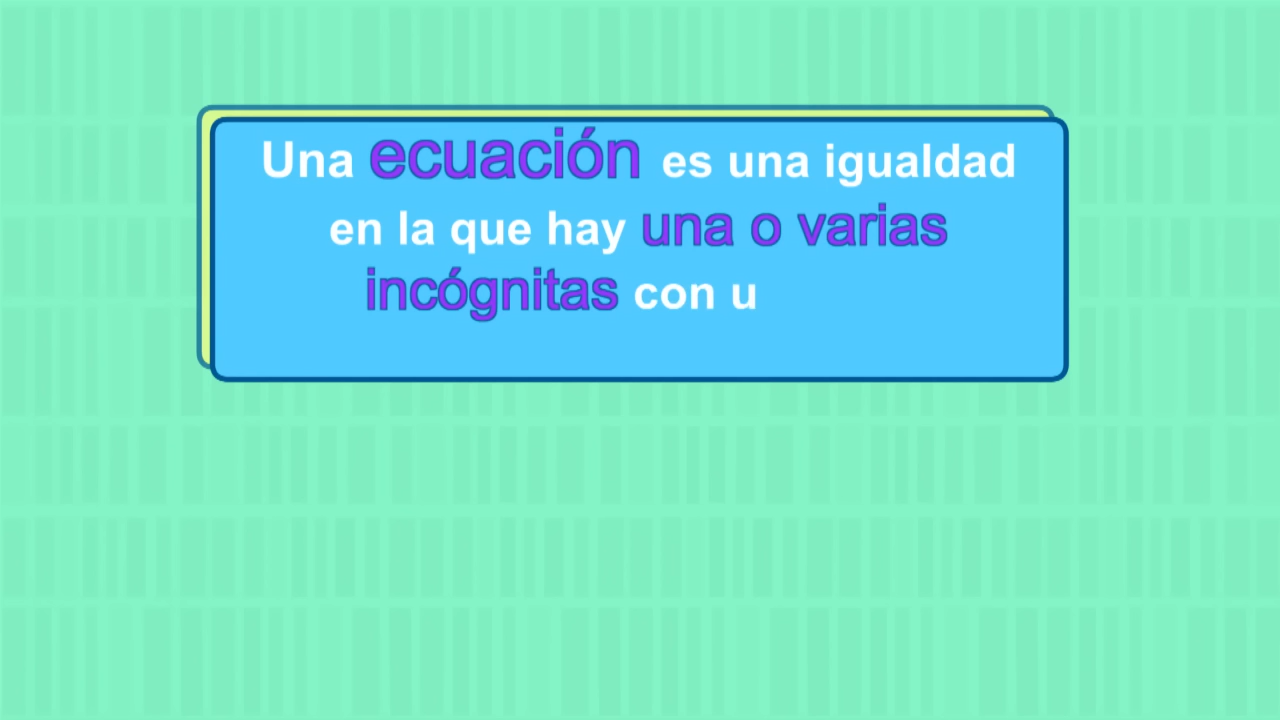 Una ecuación es una igualdad
en la que hay una o varias
incógnitas con u